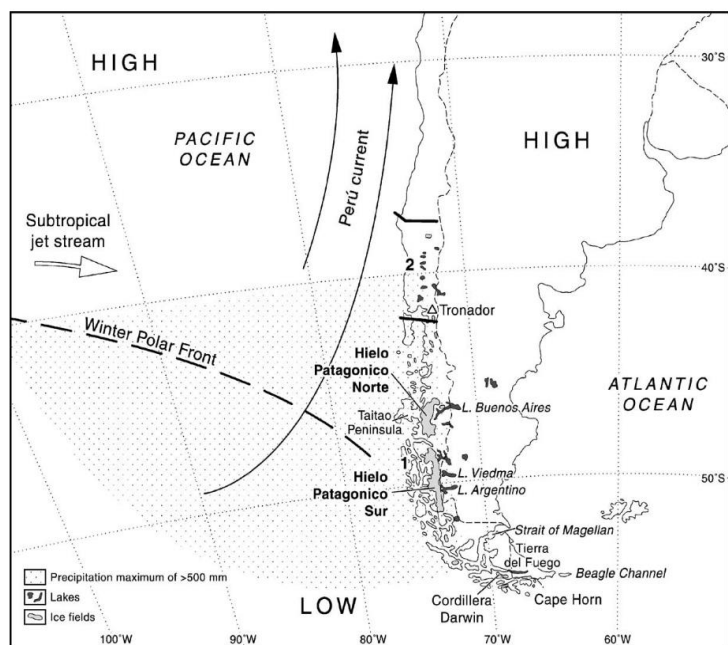 HIGH
30°S
PACIFIC
OCEAN
HIGH
Perú current
Subtropical
jet stream
2
40°S
Tronador
Winter Polar Front
Hielo
Patagonico
Norte
L. Buenos Aires
ATLANTIC
OCEAN
Taitao
Peninsula
1
L. Viedma
50°S
Hielo
Patagonico
Sur
L. Argentino
Strait of Magellan
Tierra
del Fuego
Beagle Channel
Precipitation maximum of >500 mm
Lakes
Ice fields
LOW
Cordillera
Darwin
Cape Horn
100°W
90°W
80°W
70°W
60°W